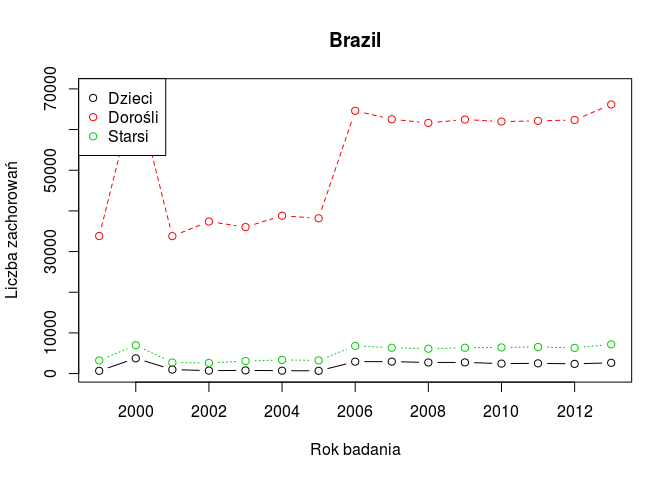 Brazil
Dzieci
Dorośli
Starsi
Liczba zachorowań
70000
50000
30000
10000
0
2000 2002 2004 2006 2008 2010 2012
Rok badania